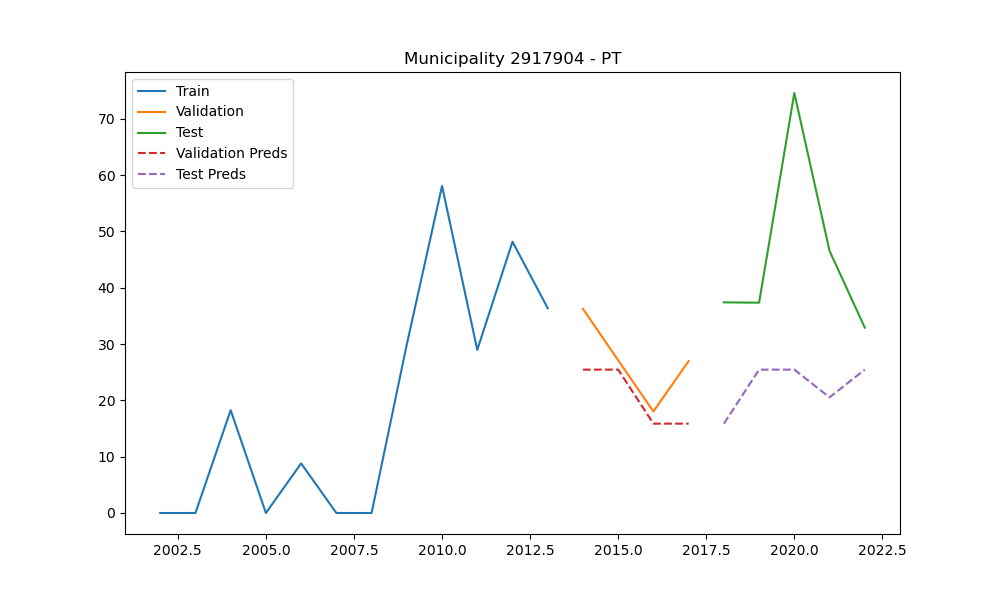 Municipality 2917904 - PT
Train
Validation
Test
Validation Preds
Test Preds
70
60
50
40
30
20
10
0
2002.5 2005.0 2007.5 2010.0 2012.5 2015.0 2017.5 2020.0 2022.5